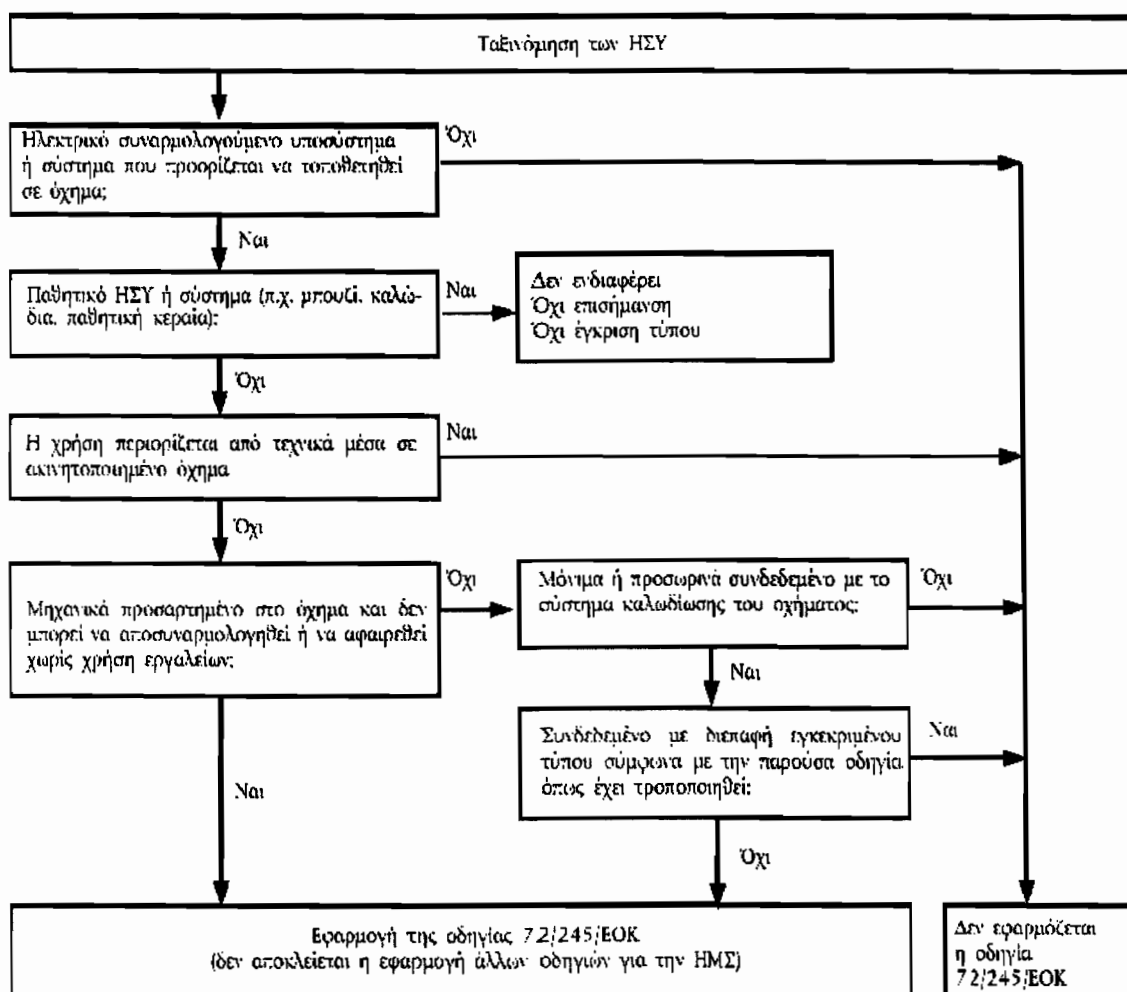 Ταξινόμηση των ΗΣΥ
Ηλεκτρικό συναρμολογούμενο υποσύστημα
ή σύστημα που προορίζεται να τοποθετηθεί
σε όχημα;
Όχι
Ναι
Παθητικό ΗΣΥ ή σύστημα (π.χ. μπουζί, καλώ-
δια, παθητική κεραία):
Ναι
Δεν ενδιαφέρει
Όχι επισήμανση
Όχι έγκριση τύπου
Όχι
Η χρήση περιορίζεται από τεχνικά μέσα σε
ακινητοποιημένο όχημα
Ναι
Όχι
Μηχανικά προσαρτημένο στο όχημα και δεν
μπορεί να αποσυναρμολογηθεί ή να αφαιρεθεί
χωρίς χρήση εργαλείων;
Όχι
Μόνιμα ή προσωρινά συνδεδεμένο με το
σύστημα καλωδίωσης του οχήματος;
Όχι
Ναι
Συνδεδεμένο με διεπαφή εγκεκριμένου
τύπου σύμφωνα με την παρούσα οδηγία
όπως έχει τροποποιηθεί;
Ναι
Ναι
Όχι
Εφαρμογή της οδηγίας 72/245/ΕΟΚ
(δεν αποκλείεται η εφαρμογή άλλων οδηγιών για την ΗΜΣ)
Δεν εφαρμόζεται
η οδηγία
72/245/ΕΟΚ